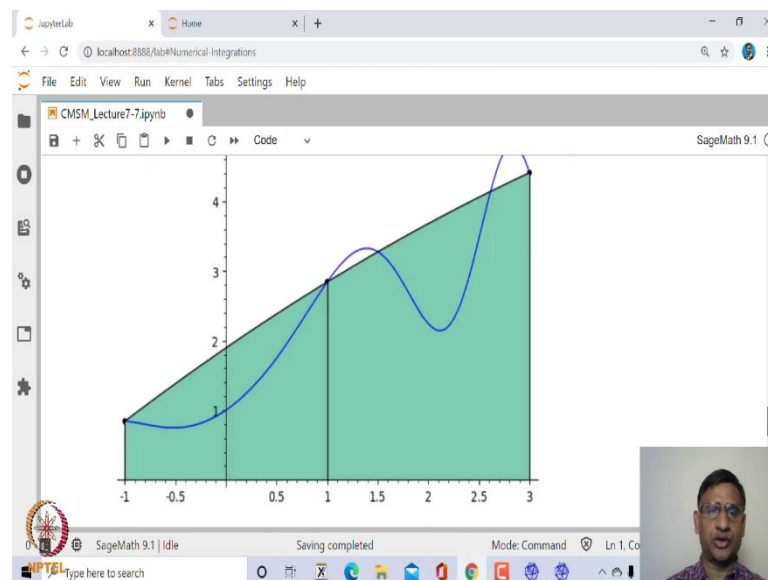 JupyterLab
Home
localhost:8888/lab#Numerical-Integrations
File Edit View Run Kernel Tabs Settings Help
CMSM_Lecture7-7.ipynb
Code
SageMath 9.1
4
3
2
1
-1 -0.5 0.5 1 1.5 2 2.5 3
SageMath 9.1 | Idle Saving completed Mode: Command Ln 1, Co
NPTEL
Type here to search